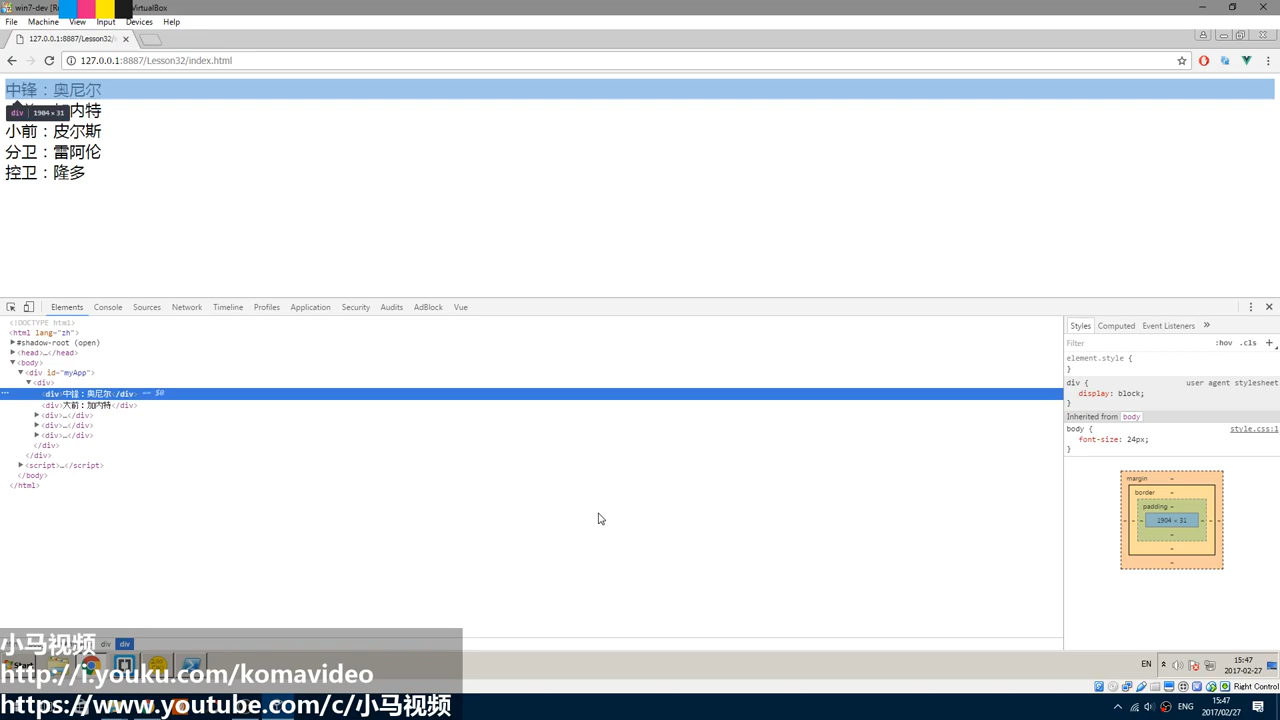 win7-dev [R
VirtualBox
File Machine View Input Devices Help
127.0.0.1:8887/Lesson32/
127.0.0.1:8887/Lesson32/index.html
中锋：奥尼尔
div 1904×31
加内特
小前：皮尔斯
分卫：雷阿伦
控卫：隆多
Elements Console Sources Network Timeline Profiles Application Security Audits AdBlock Vue
<!DOCTYPE html>
<html lang="zh">
#shadow-root (open)
<head>…</head>
<body>
<div id="myApp">
<div>
<div>中锋：奥尼尔</div> == $0
<div>大前：加内特</div>
<div>…</div>
<div>…</div>
<div>…</div>
</div>
</div>
<script>…</script>
</body>
</html>
Styles Computed Event Listeners »
Filter :hov .cls +
element.style {
}
div { user agent stylesheet
display: block;
}
Inherited from body
body { style.css:1
font-size: 24px;
}
margin -
border -
padding -
1904 × 31
div div
小马视频
http://i.youku.com/komavideo
https://www.youtube.com/c/小马视频
Start
EN 15:47
2017-02-27
Right Control
ENG 15:47
2017/02/27